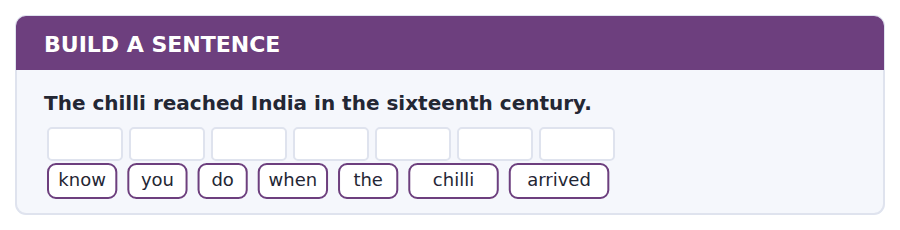 BUILD A SENTENCE
The chilli reached India in the sixteenth century.
know you do when the chilli arrived